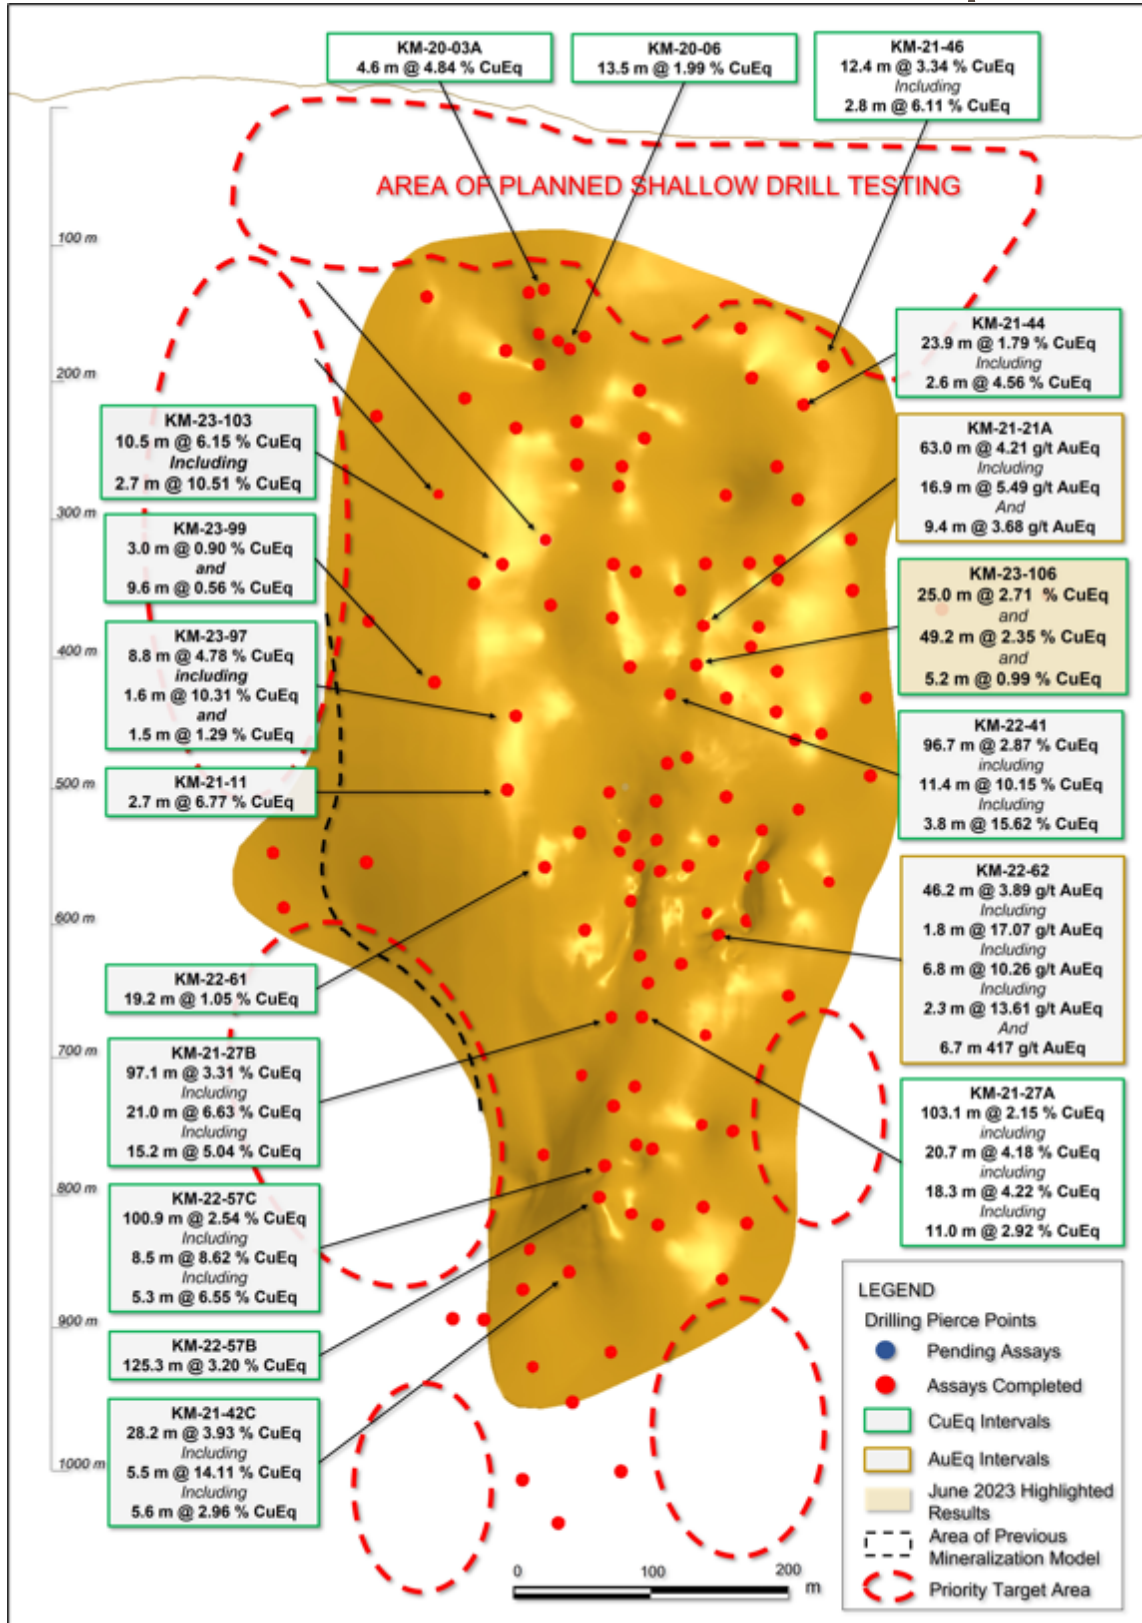 KM-20-03A
4.6 m @ 4.84 % CuEq
KM-20-06
13.5 m @ 1.99 % CuEq
KM-21-46
12.4 m @ 3.34 % CuEq
Including
2.8 m @ 6.11 % CuEq
AREA OF PLANNED SHALLOW DRILL TESTING
100 m
200 m
300 m
400 m
500 m
600 m
700 m
800 m
900 m
1000 m
KM-23-103
10.5 m @ 6.15 % CuEq
Including
2.7 m @ 10.51 % CuEq
KM-23-99
3.0 m @ 0.90 % CuEq
and
9.6 m @ 0.56 % CuEq
KM-23-97
8.8 m @ 4.78 % CuEq
including
1.6 m @ 10.31 % CuEq
and
1.5 m @ 1.29 % CuEq
KM-21-11
2.7 m @ 6.77 % CuEq
KM-22-61
19.2 m @ 1.05 % CuEq
KM-21-27B
97.1 m @ 3.31 % CuEq
Including
21.0 m @ 6.63 % CuEq
Including
15.2 m @ 5.04 % CuEq
KM-22-57C
100.9 m @ 2.54 % CuEq
Including
8.5 m @ 8.62 % CuEq
Including
5.3 m @ 6.55 % CuEq
KM-22-57B
125.3 m @ 3.20 % CuEq
KM-21-42C
28.2 m @ 3.93 % CuEq
Including
5.5 m @ 14.11 % CuEq
Including
5.6 m @ 2.96 % CuEq
KM-21-44
23.9 m @ 1.79 % CuEq
Including
2.6 m @ 4.56 % CuEq
KM-21-21A
63.0 m @ 4.21 g/t AuEq
Including
16.9 m @ 5.49 g/t AuEq
And
9.4 m @ 3.68 g/t AuEq
KM-23-106
25.0 m @ 2.71 % CuEq
and
49.2 m @ 2.35 % CuEq
and
5.2 m @ 0.99 % CuEq
KM-22-41
96.7 m @ 2.87 % CuEq
including
11.4 m @ 10.15 % CuEq
Including
3.8 m @ 15.62 % CuEq
KM-22-62
46.2 m @ 3.89 g/t AuEq
Including
1.8 m @ 17.07 g/t AuEq
Including
6.8 m @ 10.26 g/t AuEq
Including
2.3 m @ 13.61 g/t AuEq
And
6.7 m 417 g/t AuEq
KM-21-27A
103.1 m @ 2.15 % CuEq
including
20.7 m @ 4.18 % CuEq
including
18.3 m @ 4.22 % CuEq
Including
11.0 m @ 2.92 % CuEq
LEGEND
Drilling Pierce Points
Pending Assays
Assays Completed
CuEq Intervals
AuEq Intervals
June 2023 Highlighted
Results
Area of Previous
Mineralization Model
Priority Target Area
0 100 200
m